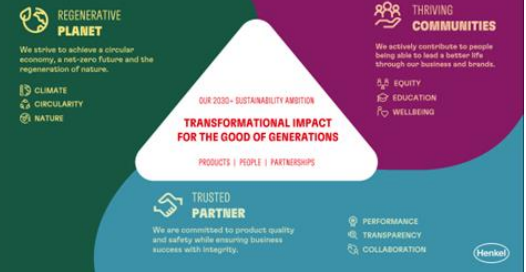 REGENERATIVE
PLANET
We strive to achieve a circular
economy, a net-zero future and the
regeneration of nature.
CLIMATE
CIRCULARITY
NATURE
THRIVING
COMMUNITIES
We actively contribute to people
being able to lead a better life
through our business and brands.
EQUITY
EDUCATION
WELLBEING
OUR 2030+ SUSTAINABILITY AMBITION
TRANSFORMATIONAL IMPACT
FOR THE GOOD OF GENERATIONS
PRODUCTS | PEOPLE | PARTNERSHIPS
TRUSTED
PARTNER
We are committed to product quality
and safety while ensuring business
success with integrity.
PERFORMANCE
TRANSPARENCY
COLLABORATION
Henkel